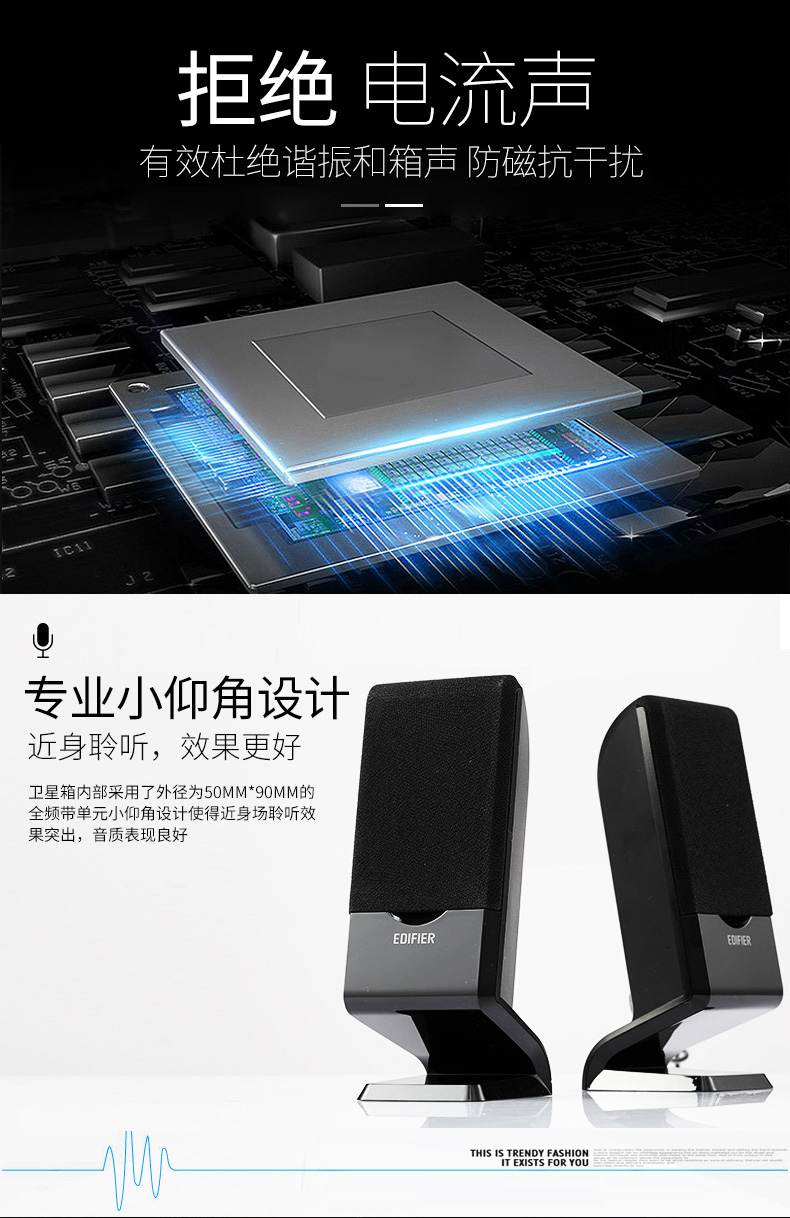 拒绝 电流声
有效杜绝谐振和箱声 防磁抗干扰
IC11
J2
专业小仰角设计
近身聆听，效果更好
卫星箱内部采用了外径为50MM*90MM的
全频带单元小仰角设计使得近身场聆听效
果突出，音质表现良好
EDIFIER
EDIFIER
THIS IS TRENDY FASHION
IT EXISTS FOR YOU